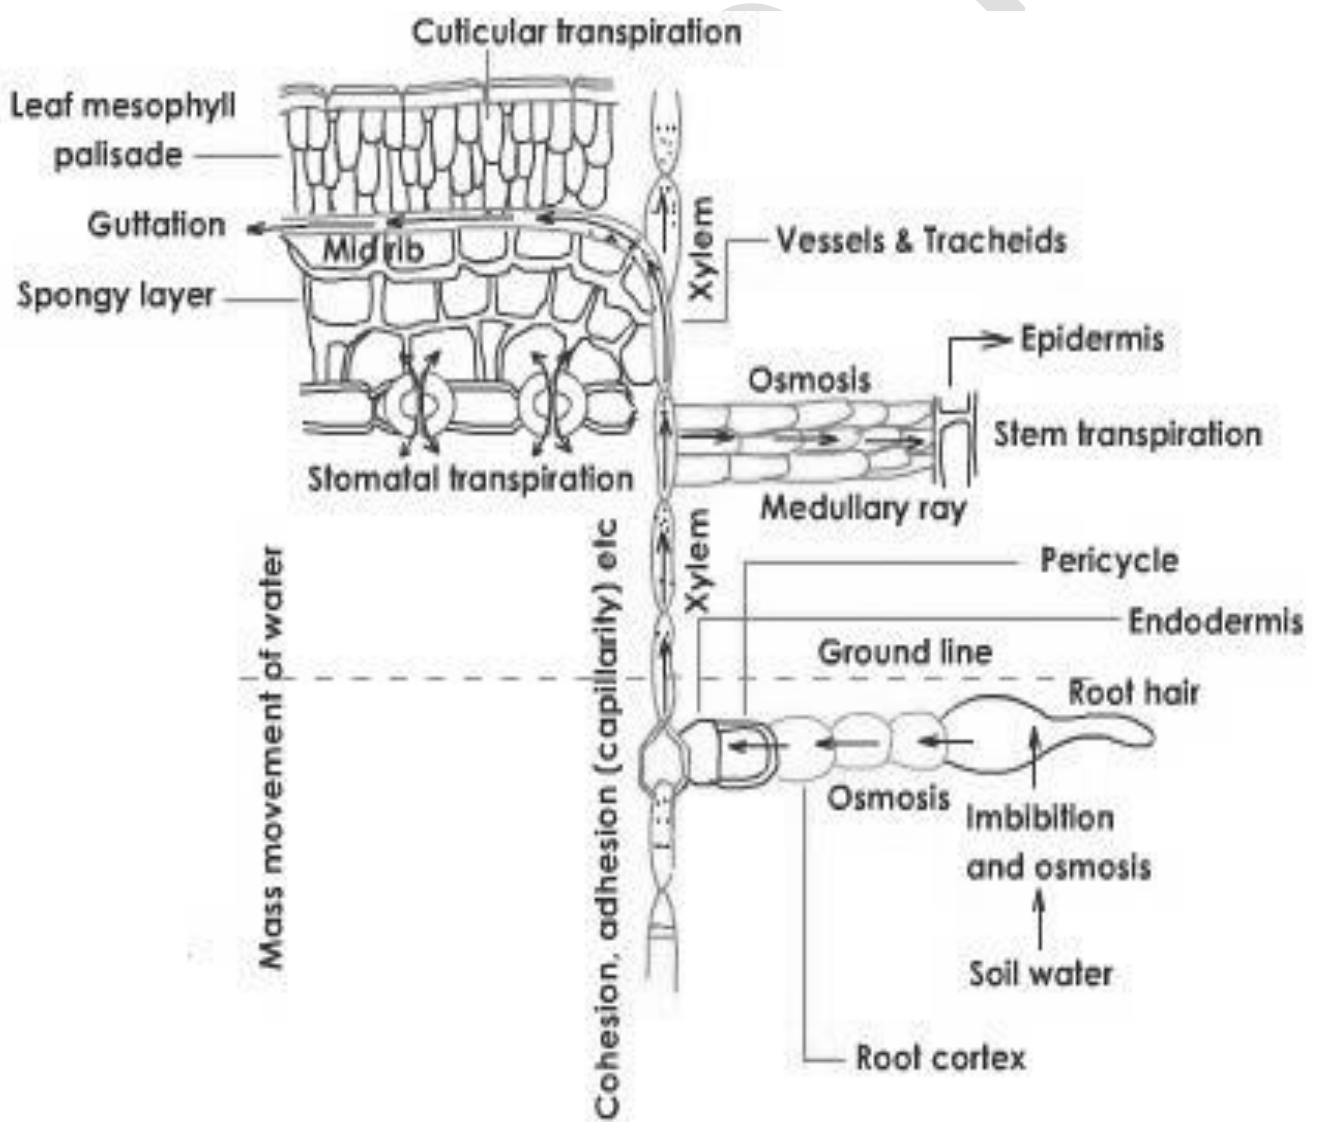 Cuticular transpiration
Leaf mesophyll
palisade
Guttation
Mid rib
Spongy layer
Xylem
Vessels & Tracheids
Epidermis
Osmosis
Stem transpiration
Stomatal transpiration
Medullary ray
Xylem
Pericycle
Endodermis
Ground line
Root hair
Mass movement of water
Cohesion, adhesion (capillarity) etc
Osmosis
Imbibition
and osmosis
Soil water
Root cortex